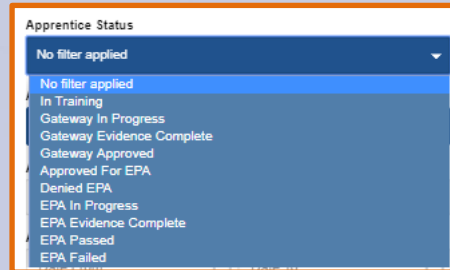 Apprentice Status
No filter applied
No filter applied
In Training
Gateway In Progress
Gateway Evidence Complete
Gateway Approved
Approved For EPA
Denied EPA
EPA In Progress
EPA Evidence Complete
EPA Passed
EPA Failed